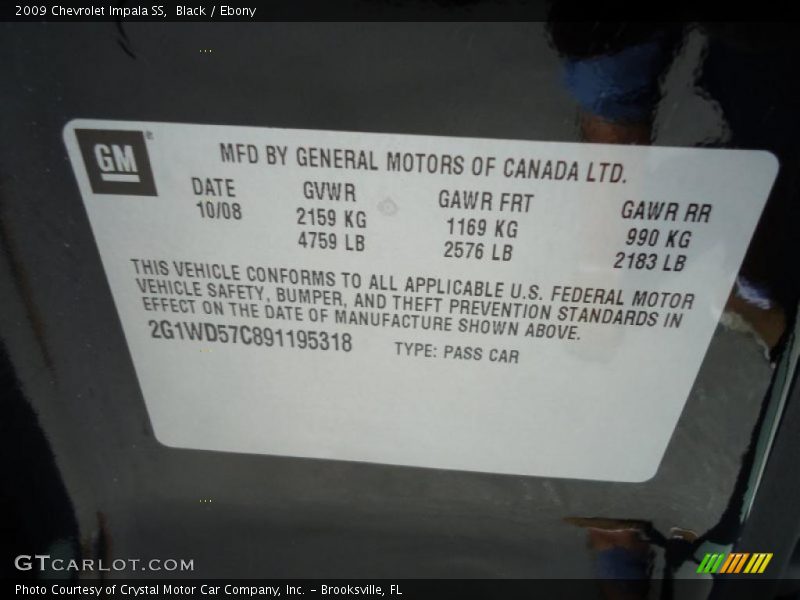 2009 Chevrolet Impala SS,  Black / Ebony
GM
MFD BY GENERAL MOTORS OF CANADA LTD.
DATE GVWR GAWR FRT GAWR RR
10/08 2159 KG 1169 KG 990 KG
4759 LB 2576 LB 2183 LB
THIS VEHICLE CONFORMS TO ALL APPLICABLE U.S. FEDERAL MOTOR
VEHICLE SAFETY, BUMPER, AND THEFT PREVENTION STANDARDS IN
EFFECT ON THE DATE OF MANUFACTURE SHOWN ABOVE.
2G1WD57C891195318 TYPE: PASS CAR
GTCARLOT.COM
Photo Courtesy of Crystal Motor Car Company, Inc. – Brooksville, FL